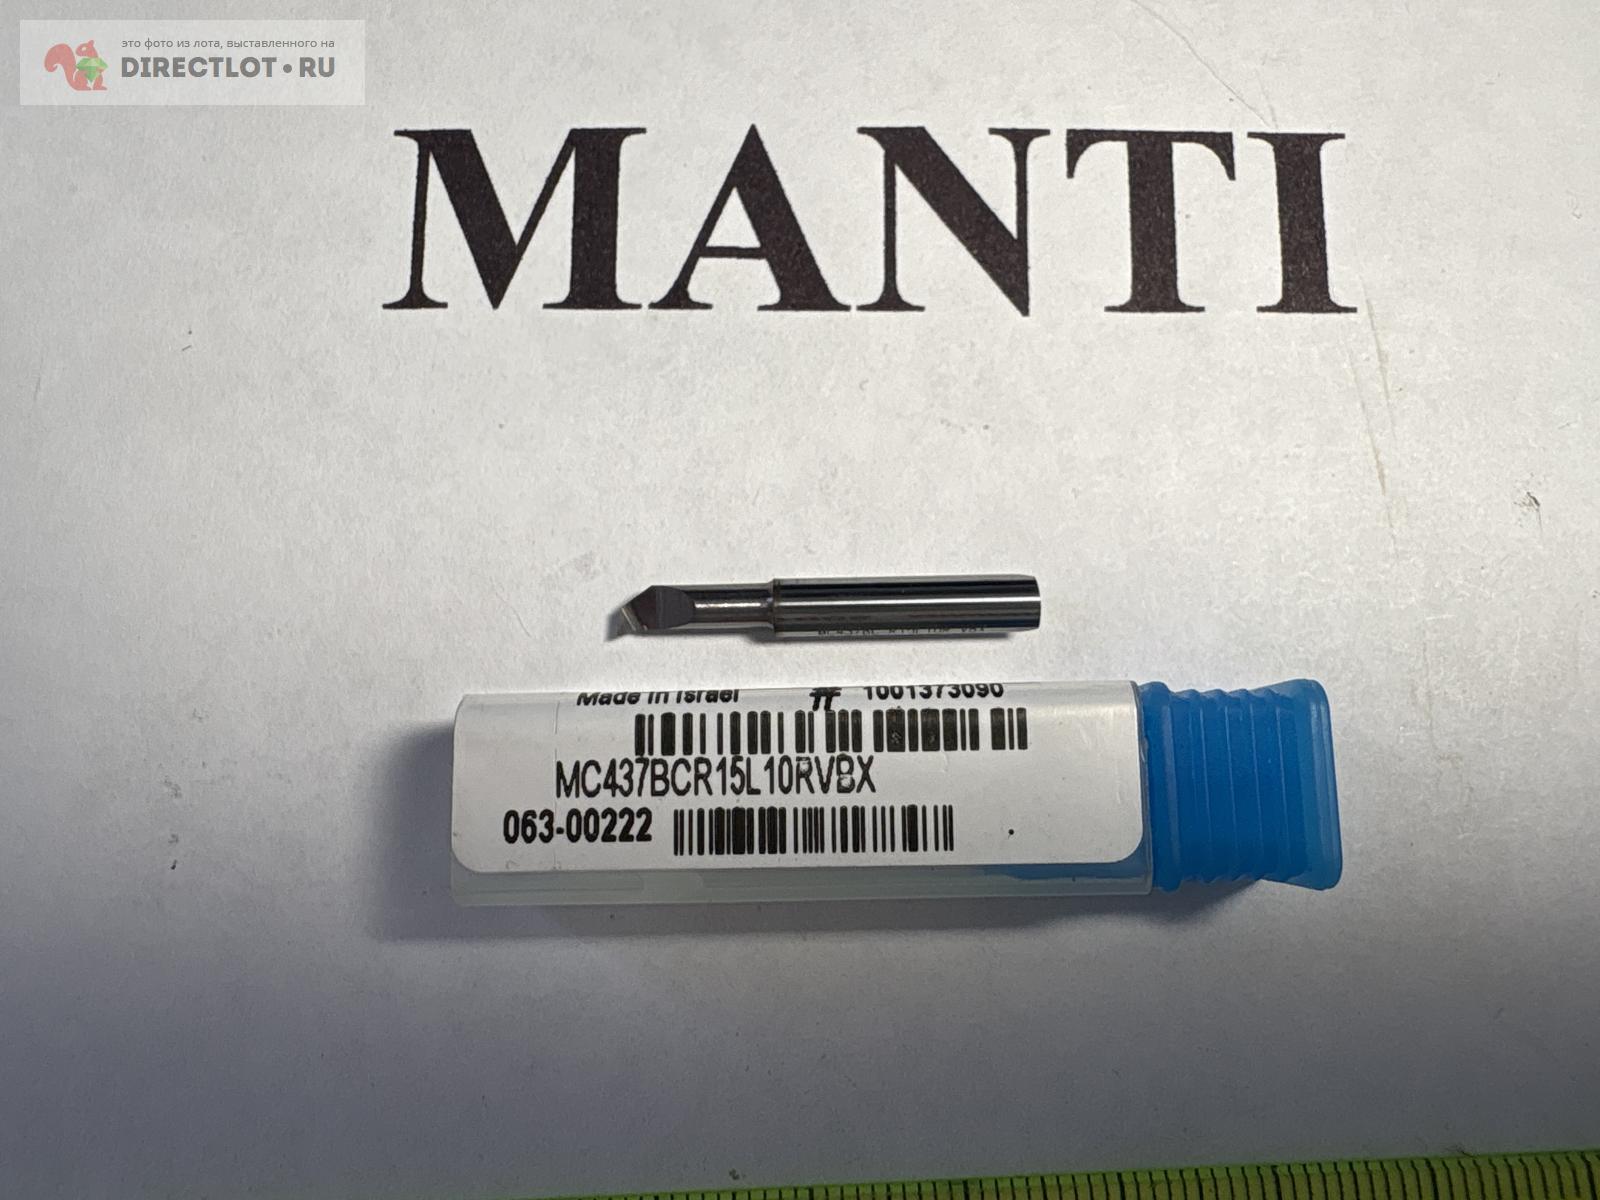 это фото из лота, выставленного на
DIRECTLOT•RU
MANTI
Made in Israel # 1001373090
MC437BCR15L10RVBX
063-00222